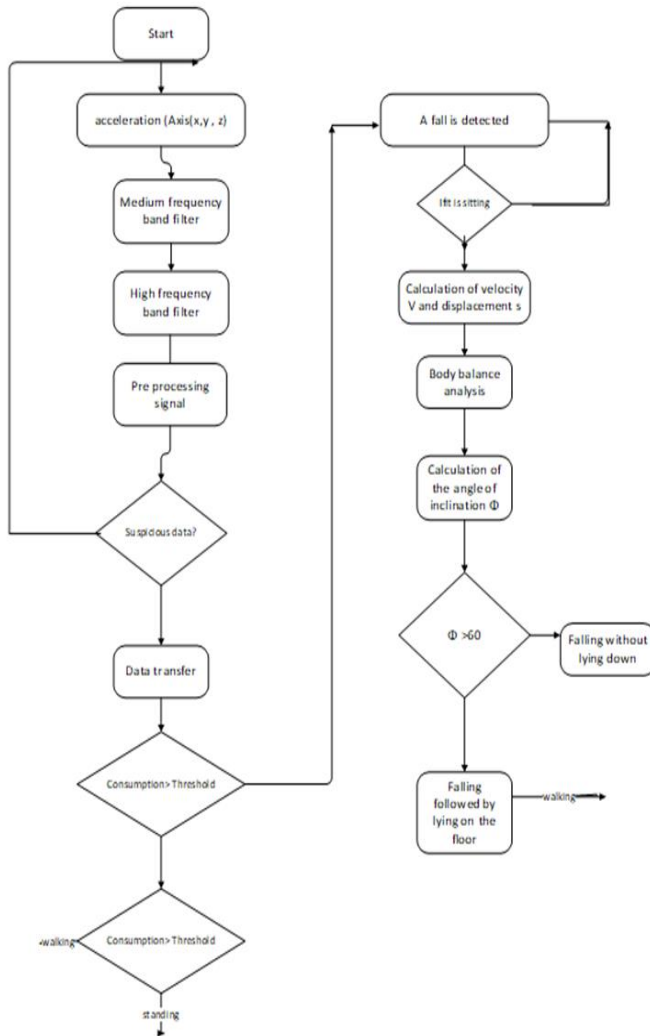 Start
acceleration (Axis(x,y , z)
Medium frequency
band filter
High frequency
band filter
Pre processing
signal
Suspicious data?
Data transfer
Consumption> Threshold
Consumption> Threshold
walking
standing
A fall is detected
Ifit is sitting
Calculation of velocity
V and displacement s
Body balance
analysis
Calculation of
the angle of
inclination Φ
Φ >60
Falling without
lying down
Falling
followed by
lying on the
floor
walking